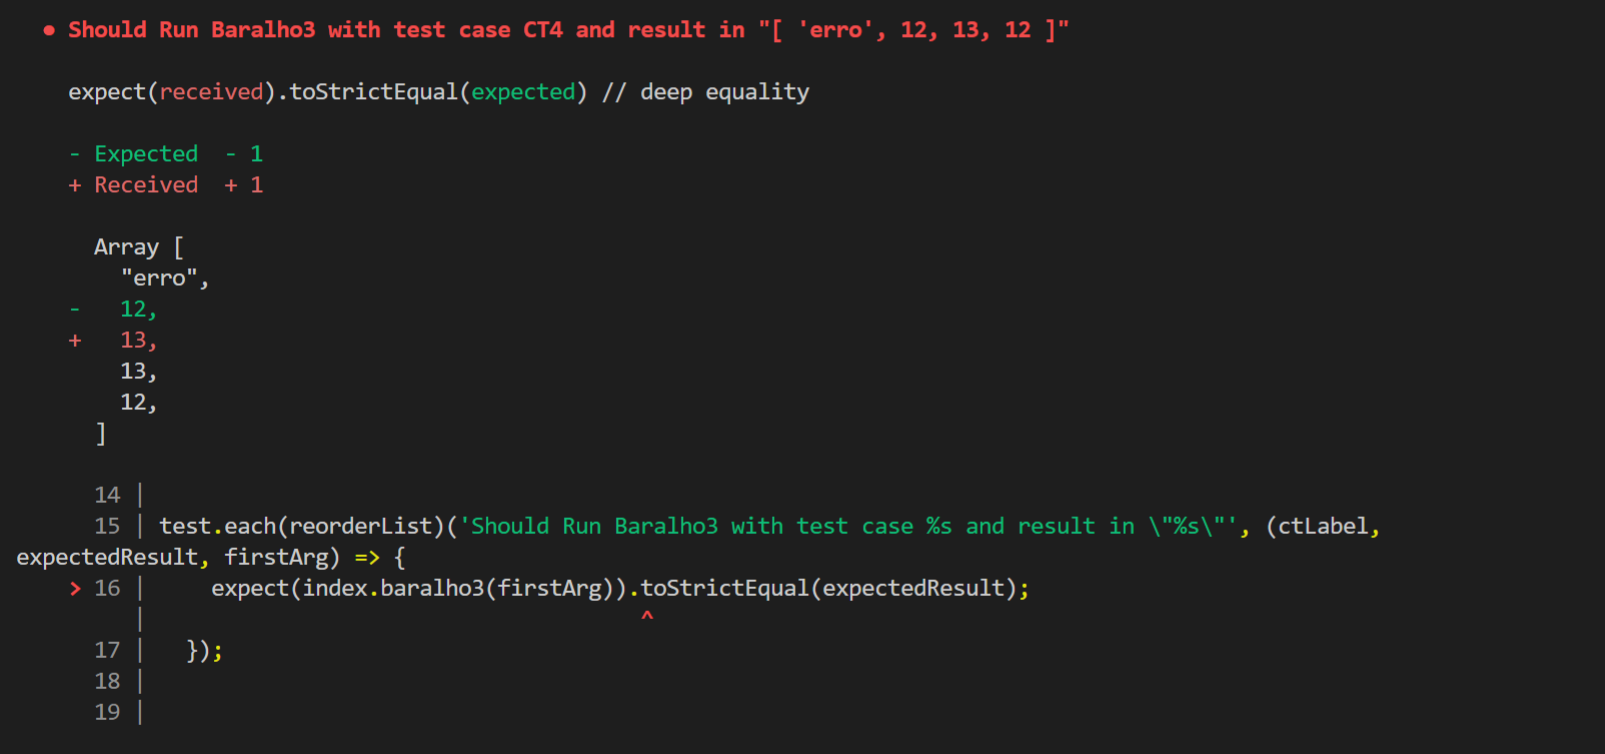 ● Should Run Baralho3 with test case CT4 and result in "[ 'erro', 12, 13, 12 ]"
expect(received).toStrictEqual(expected) // deep equality
- Expected  - 1
+ Received  + 1
Array [
"erro",
-   12,
+   13,
13,
12,
]
14 |
15 | test.each(reorderList)('Should Run Baralho3 with test case %s and result in \"%s\"', (ctLabel,
expectedResult, firstArg) => {
> 16 |     expect(index.baralho3(firstArg)).toStrictEqual(expectedResult);
|                                       ^
17 |   });
18 |
19 |